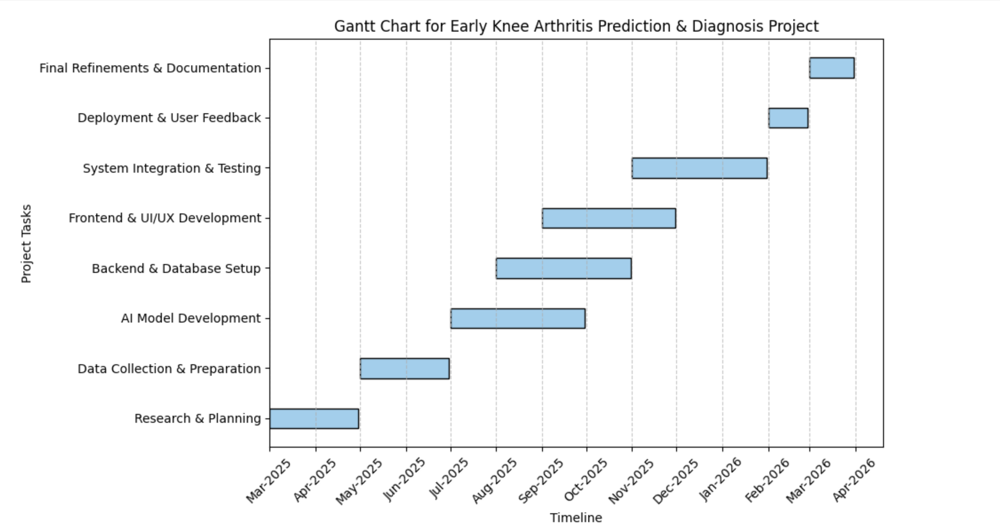 Gantt Chart for Early Knee Arthritis Prediction & Diagnosis Project
Final Refinements & Documentation
Deployment & User Feedback
System Integration & Testing
Frontend & UI/UX Development
Backend & Database Setup
AI Model Development
Data Collection & Preparation
Research & Planning
Project Tasks
Mar-2025
Apr-2025
May-2025
Jun-2025
Jul-2025
Aug-2025
Sep-2025
Oct-2025
Nov-2025
Dec-2025
Jan-2026
Feb-2026
Mar-2026
Apr-2026
Timeline